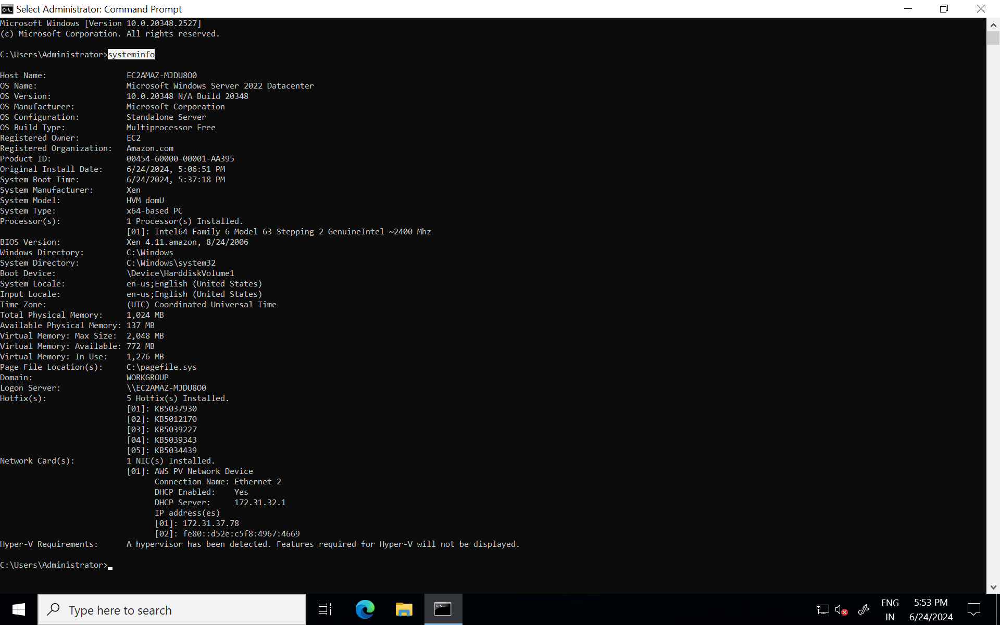 Select Administrator: Command Prompt
Microsoft Windows [Version 10.0.20348.2527]
(c) Microsoft Corporation. All rights reserved.
C:\Users\Administrator>systeminfo
Host Name: EC2AMAZ-MJDU8O0
OS Name: Microsoft Windows Server 2022 Datacenter
OS Version: 10.0.20348 N/A Build 20348
OS Manufacturer: Microsoft Corporation
OS Configuration: Standalone Server
OS Build Type: Multiprocessor Free
Registered Owner: EC2
Registered Organization: Amazon.com
Product ID: 00454-60000-00001-AA395
Original Install Date: 6/24/2024, 5:06:51 PM
System Boot Time: 6/24/2024, 5:37:18 PM
System Manufacturer: Xen
System Model: HVM domU
System Type: x64-based PC
Processor(s): 1 Processor(s) Installed.
[01]: Intel64 Family 6 Model 63 Stepping 2 GenuineIntel ~2400 Mhz
BIOS Version: Xen 4.11.amazon, 8/24/2006
Windows Directory: C:\Windows
System Directory: C:\Windows\system32
Boot Device: \Device\HarddiskVolume1
System Locale: en-us;English (United States)
Input Locale: en-us;English (United States)
Time Zone: (UTC) Coordinated Universal Time
Total Physical Memory: 1,024 MB
Available Physical Memory: 137 MB
Virtual Memory: Max Size: 2,048 MB
Virtual Memory: Available: 772 MB
Virtual Memory: In Use: 1,276 MB
Page File Location(s): C:\pagefile.sys
Domain: WORKGROUP
Logon Server: \\EC2AMAZ-MJDU8O0
Hotfix(s): 5 Hotfix(s) Installed.
[01]: KB5037930
[02]: KB5012170
[03]: KB5039227
[04]: KB5039343
[05]: KB5034439
Network Card(s): 1 NIC(s) Installed.
[01]: AWS PV Network Device
Connection Name: Ethernet 2
DHCP Enabled: Yes
DHCP Server: 172.31.32.1
IP address(es)
[01]: 172.31.37.78
[02]: fe80::d52e:c5f8:4967:4669
Hyper-V Requirements: A hypervisor has been detected. Features required for Hyper-V will not be displayed.
C:\Users\Administrator>
Type here to search
ENG
IN
5:53 PM
6/24/2024